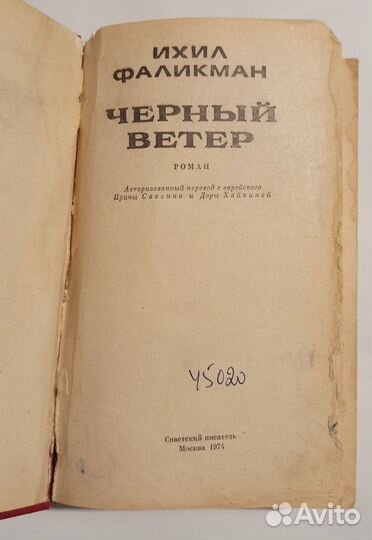 ИХИЛ
ФАЛИКМАН
ЧЕРНЫЙ
ВЕТЕР
РОМАН
Авторизованный перевод с еврейского
Ирины Савенко и Доры Хайкиной
45020
Советский писатель
Москва 1974
Avito